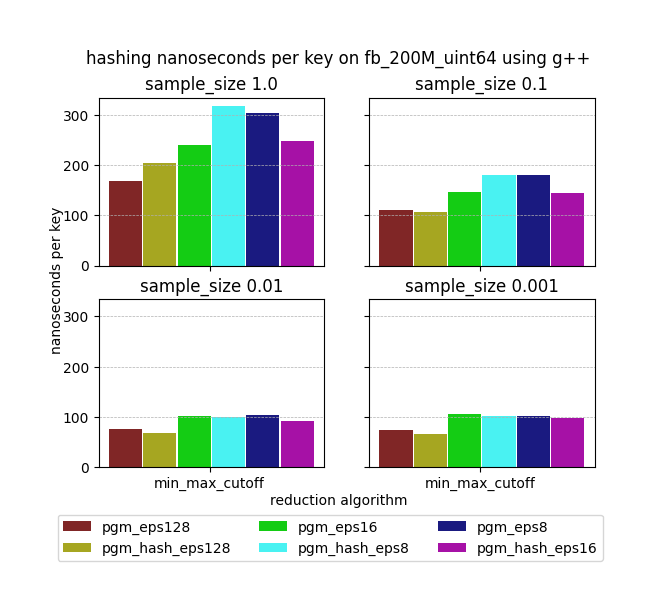 hashing nanoseconds per key on fb_200M_uint64 using g++
sample_size 1.0
sample_size 0.1
300
200
100
0
nanoseconds per key
sample_size 0.01
sample_size 0.001
300
200
100
0
min_max_cutoff
min_max_cutoff
reduction algorithm
pgm_eps128
pgm_eps16
pgm_eps8
pgm_hash_eps128
pgm_hash_eps8
pgm_hash_eps16